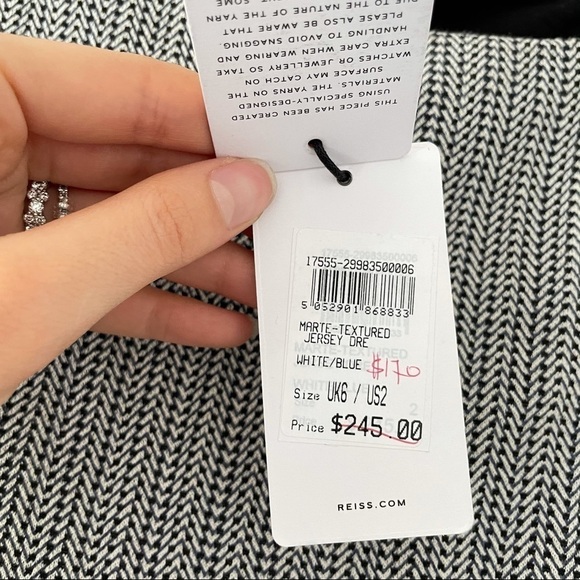 THIS PIECE HAS BEEN CREATED
USING SPECIALLY-DESIGNED
MATERIALS. THE YARNS ON THE
SURFACE MAY CATCH ON
WATCHES OR JEWELLERY SO TAKE
EXTRA CARE WHEN WEARING AND
HANDLING TO AVOID SNAGGING.
PLEASE ALSO BE AWARE THAT
DUE TO THE NATURE OF THE YARN
SOME
17555-29983500006
5 052901 868833
MARTE-TEXTURED
JERSEY DRE
WHITE/BLUE $170
Size UK6 / US2
Price $245.00
REISS.COM